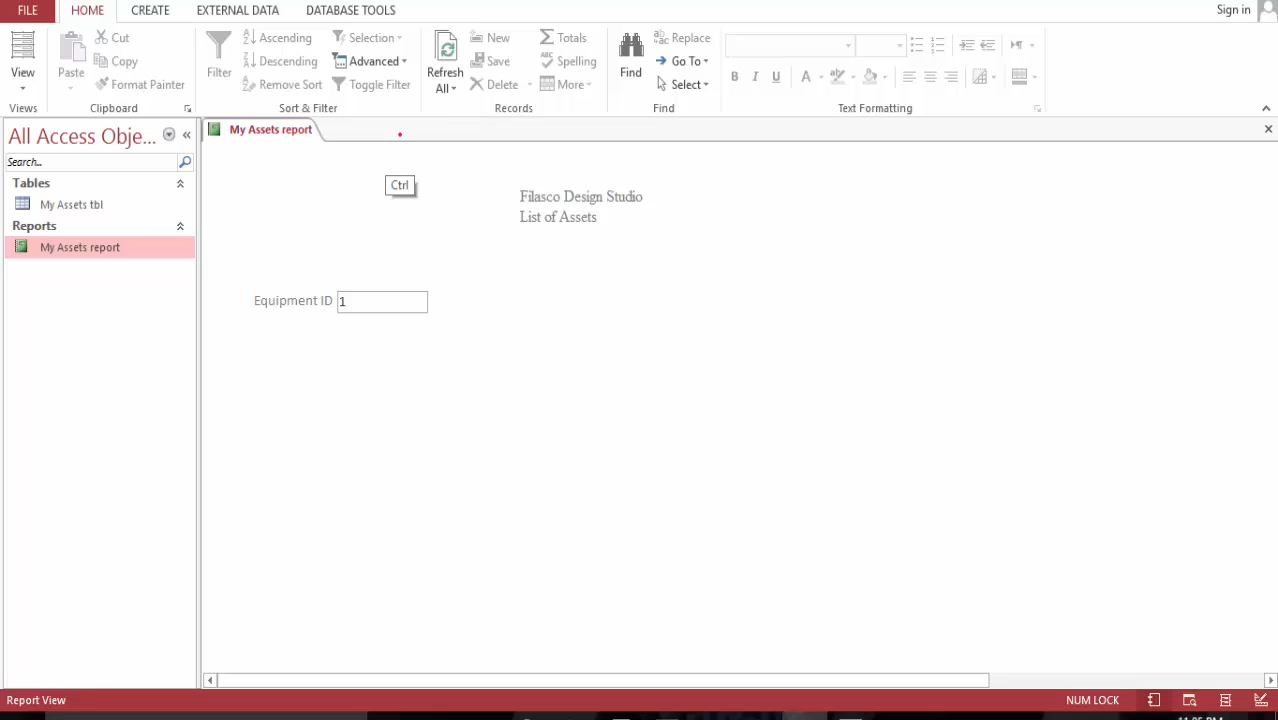 FILE HOME CREATE EXTERNAL DATA DATABASE TOOLS Sign in
View
Views
Paste
Cut
Copy
Format Painter
Clipboard
Filter
Ascending
Descending
Remove Sort
Selection
Advanced
Toggle Filter
Sort & Filter
Refresh
All
New
Save
Delete
Totals
Spelling
More
Records
Find
Replace
Go To
Select
Find
B I U A
Text Formatting
All Access Obje...
Search..
Tables
My Assets tbl
Reports
My Assets report
My Assets report
Ctrl
Filasco Design Studio
List of Assets
Equipment ID 1
Report View NUM LOCK